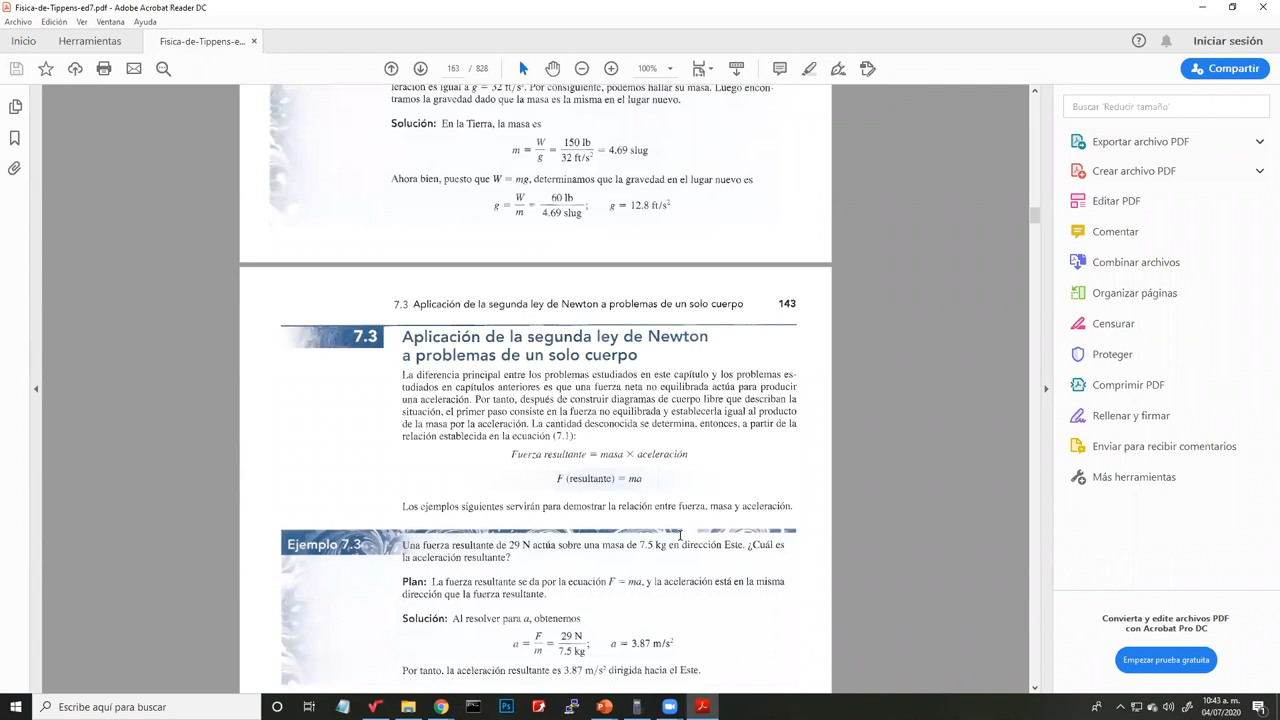 Fisica-de-Tippens-ed7.pdf - Adobe Acrobat Reader DC
Archivo Edición Ver Ventana Ayuda
Inicio Herramientas Fisica-de-Tippens-e... × Iniciar sesión
163 / 828 100% Compartir
leración es igual a g = 32 ft/s². Por consiguiente, podemos hallar su masa. Luego encon-
tramos la gravedad dado que la masa es la misma en el lugar nuevo.
Solución: En la Tierra, la masa es
m = W/g = 150 lb / 32 ft/s² = 4.69 slug
Ahora bien, puesto que W = mg, determinamos que la gravedad en el lugar nuevo es
g = W/m = 60 lb / 4.69 slug; g = 12.8 ft/s²
7.3 Aplicación de la segunda ley de Newton a problemas de un solo cuerpo 143
7.3 Aplicación de la segunda ley de Newton
a problemas de un solo cuerpo
La diferencia principal entre los problemas estudiados en este capítulo y los problemas es-
tudiados en capítulos anteriores es que una fuerza neta no equilibrada actúa para producir
una aceleración. Por tanto, después de construir diagramas de cuerpo libre que describan la
situación, el primer paso consiste en la fuerza no equilibrada y establecerla igual al producto
de la masa por la aceleración. La cantidad desconocida se determina, entonces, a partir de la
relación establecida en la ecuación (7.1):
Fuerza resultante = masa × aceleración
F (resultante) = ma
Los ejemplos siguientes servirán para demostrar la relación entre fuerza, masa y aceleración.
Ejemplo 7.3 Una fuerza resultante de 29 N actúa sobre una masa de 7.5 kg en dirección Este. ¿Cuál es
la aceleración resultante?
Plan: La fuerza resultante se da por la ecuación F = ma, y la aceleración está en la misma
dirección que la fuerza resultante.
Solución: Al resolver para a, obtenemos
a = F/m = 29 N / 7.5 kg; a = 3.87 m/s²
Por tanto, la aceleración resultante es 3.87 m/s² dirigida hacia el Este.
Buscar 'Reducir tamaño'
Exportar archivo PDF
Crear archivo PDF
Editar PDF
Comentar
Combinar archivos
Organizar páginas
Censurar
Proteger
Comprimir PDF
Rellenar y firmar
Enviar para recibir comentarios
Más herramientas
Convierta y edite archivos PDF
con Acrobat Pro DC
Empezar prueba gratuita
Escribe aquí para buscar
10:43 a.m.
04/07/2020